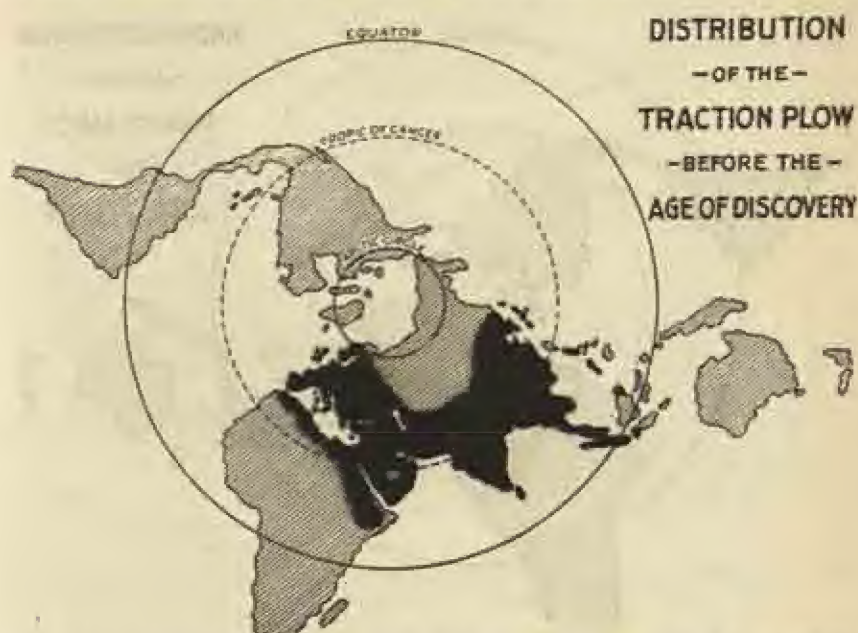 DISTRIBUTION
-OF THE-
TRACTION PLOW
-BEFORE THE-
AGE OF DISCOVERY
EQUATOR
TROPIC OF CANCER